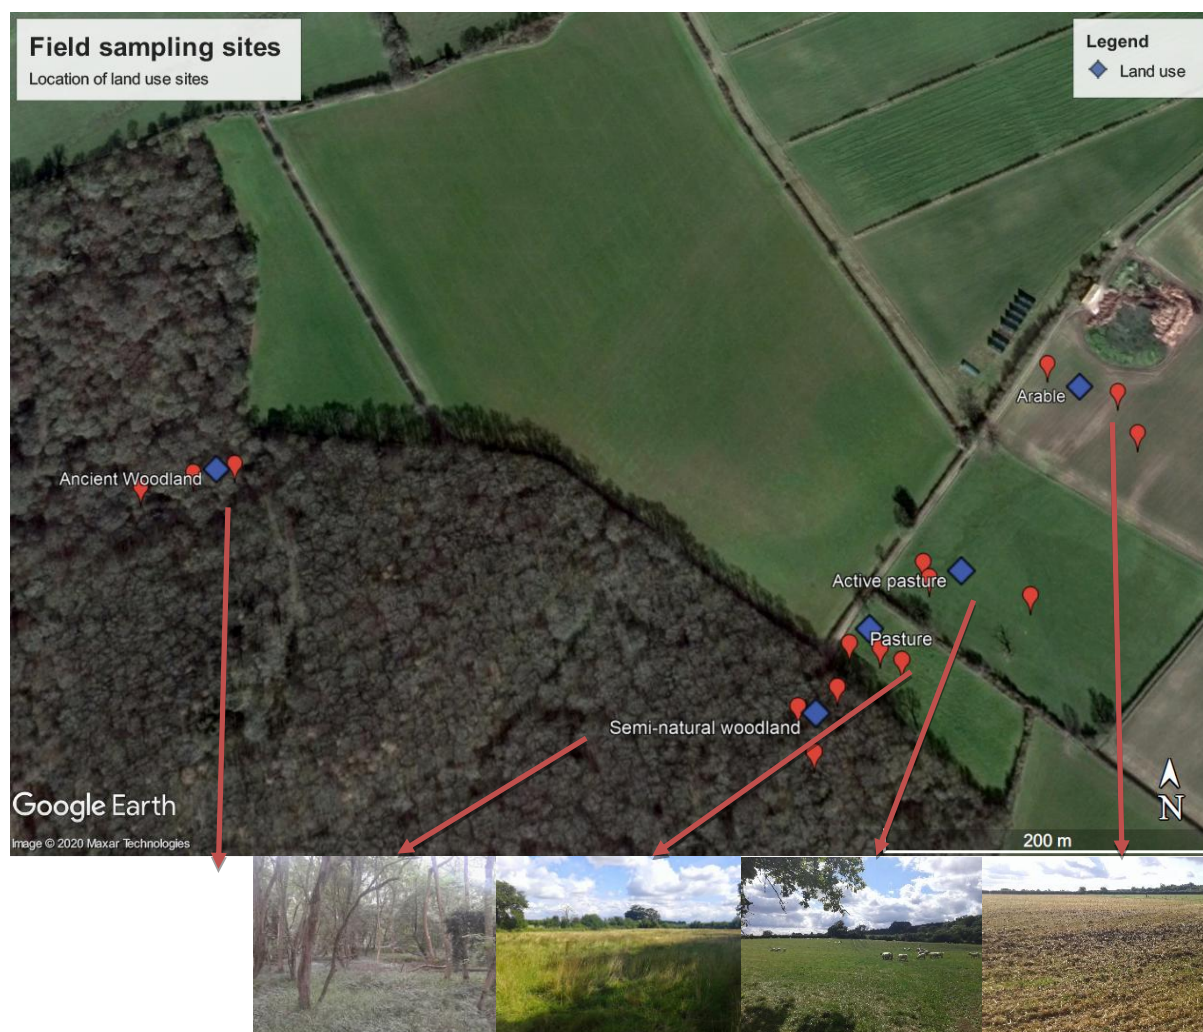 Field sampling sites
Location of land use sites
Legend
Land use
Arable
Ancient Woodland
Active pasture
Pasture
Semi-natural woodland
Google Earth
Image © 2020 Maxar Technologies
N
200 m